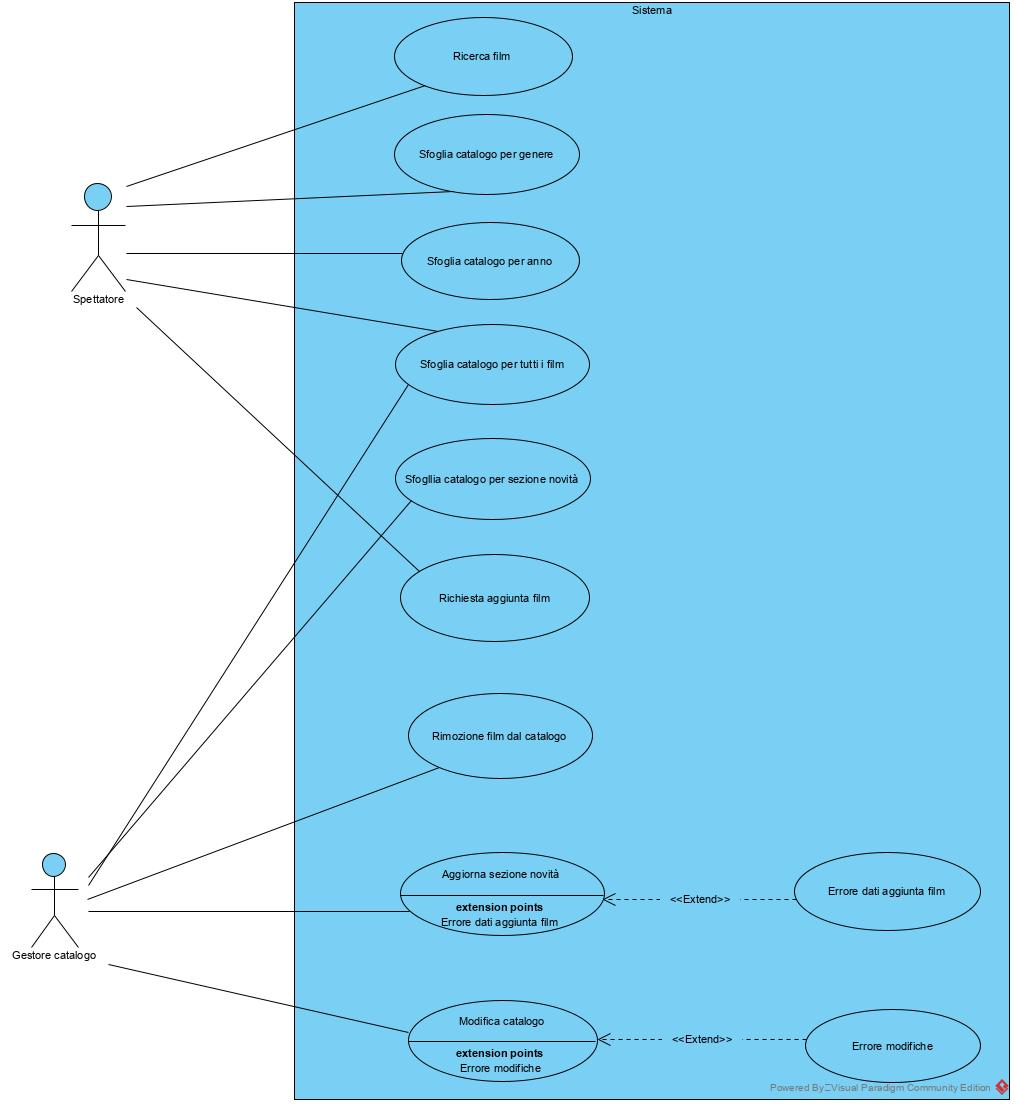 Sistema
Ricerca film
Sfoglia catalogo per genere
Sfoglia catalogo per anno
Spettatore
Sfoglia catalogo per tutti i film
Sfogllia catalogo per sezione novità
Richiesta aggiunta film
Rimozione film dal catalogo
Aggiorna sezione novità
extension points
Errore dati aggiunta film
<<Extend>>
Errore dati aggiunta film
Gestore catalogo
Modifica catalogo
extension points
Errore modifiche
<<Extend>>
Errore modifiche
Powered By Visual Paradigm Community Edition